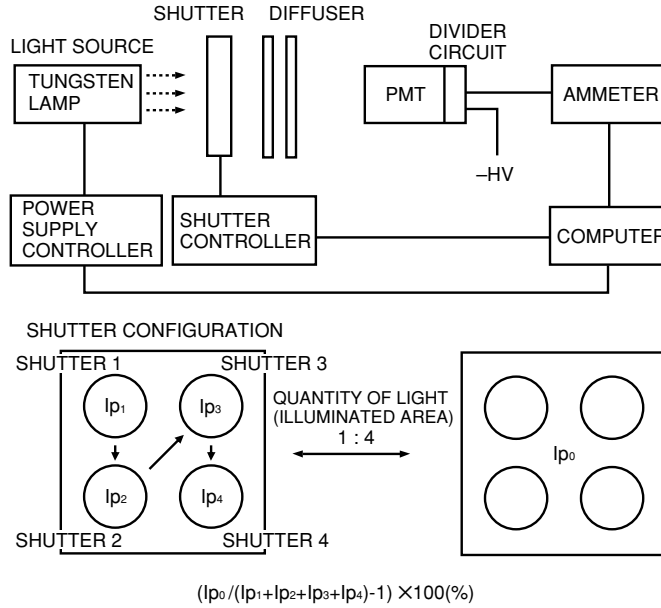 SHUTTER
DIFFUSER
LIGHT SOURCE
DIVIDER
CIRCUIT
TUNGSTEN
LAMP
PMT
AMMETER
–HV
POWER
SUPPLY
CONTROLLER
SHUTTER
CONTROLLER
COMPUTER
SHUTTER CONFIGURATION
SHUTTER 1
SHUTTER 3
Ip1
Ip3
Ip2
Ip4
SHUTTER 2
SHUTTER 4
QUANTITY OF LIGHT
(ILLUMINATED AREA)
1 : 4
Ip0
(Ip0/(Ip1+Ip2+Ip3+Ip4)-1) ×100(%)